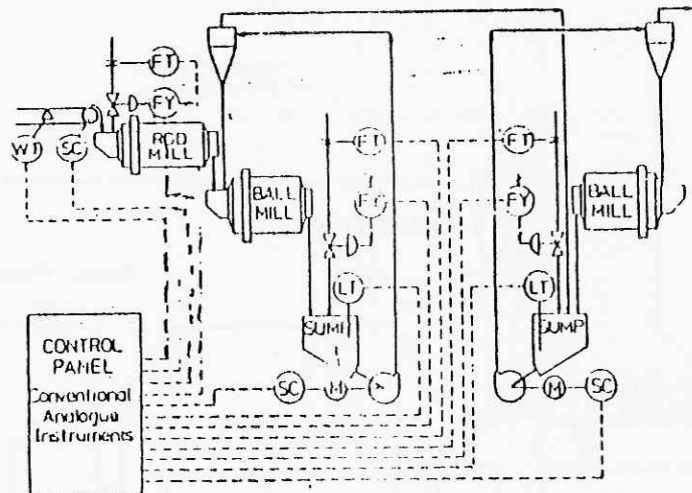 FT
FY
WT
SC
ROD
MILL
BALL
MILL
FT
FT
FY
FY
BALL
MILL
LT
LT
SUMP
SUMP
CONTROL
PANEL
Conventional
Analogue
Instruments
SC
M
M
SC